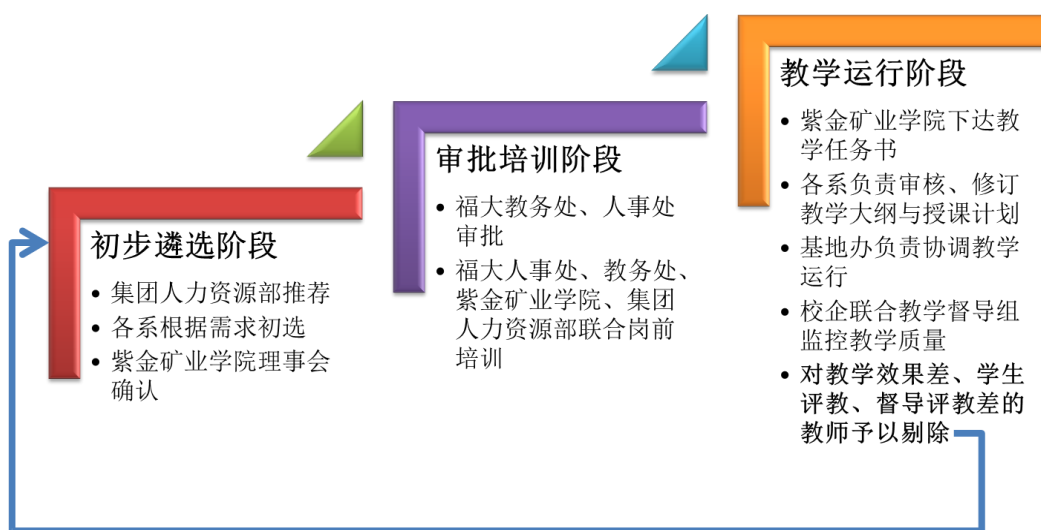 初步遴选阶段
• 集团人力资源部推荐
• 各系根据需求初选
• 紫金矿业学院理事会
确认
审批培训阶段
• 福大教务处、人事处
审批
• 福大人事处、教务处、
紫金矿业学院、集团
人力资源部联合岗前
培训
教学运行阶段
• 紫金矿业学院下达教
学任务书
• 各系负责审核、修订
教学大纲与授课计划
• 基地办负责协调教学
运行
• 校企联合教学督导组
监控教学质量
• 对教学效果差、学生
评教、督导评教差的
教师予以剔除